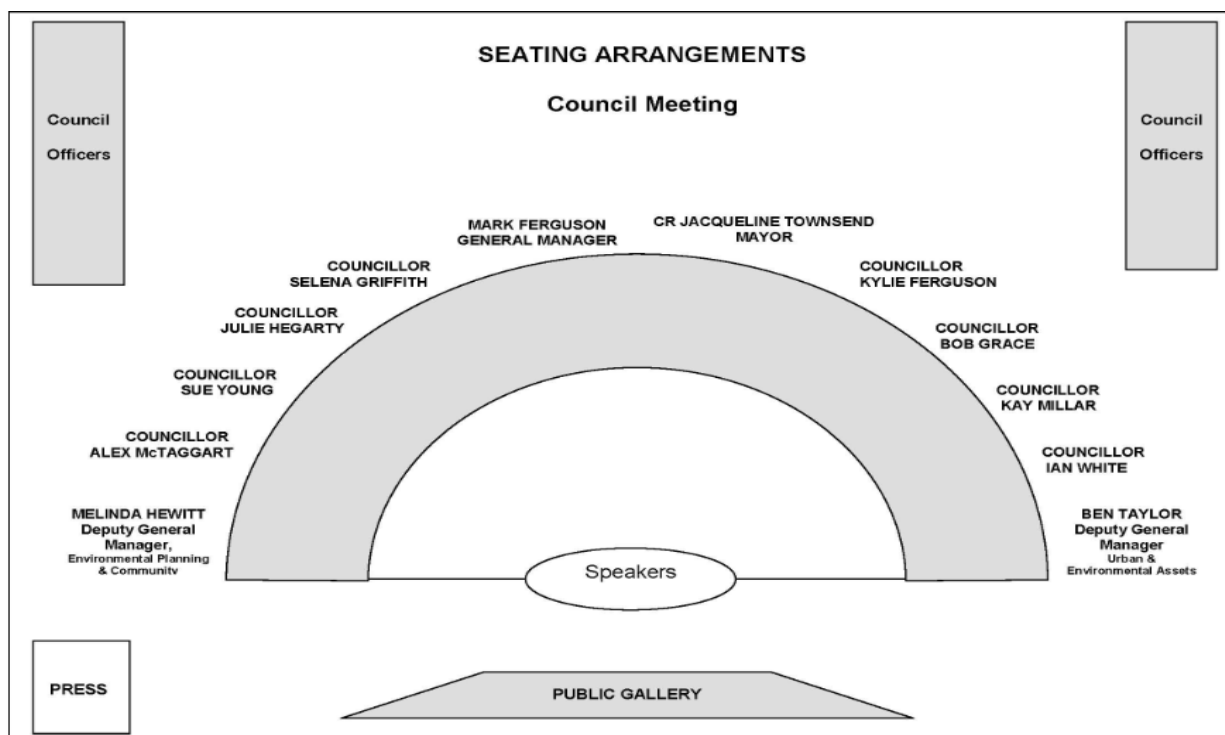 SEATING ARRANGEMENTS
Council Meeting
Council
Officers
Council
Officers
MARK FERGUSON
GENERAL MANAGER
CR JACQUELINE TOWNSEND
MAYOR
COUNCILLOR
SELENA GRIFFITH
COUNCILLOR
KYLIE FERGUSON
COUNCILLOR
JULIE HEGARTY
COUNCILLOR
BOB GRACE
COUNCILLOR
SUE YOUNG
COUNCILLOR
KAY MILLAR
COUNCILLOR
ALEX McTAGGART
COUNCILLOR
IAN WHITE
MELINDA HEWITT
Deputy General
Manager,
Environmental Planning
& Community
BEN TAYLOR
Deputy General
Manager
Urban &
Environmental Assets
Speakers
PRESS
PUBLIC GALLERY